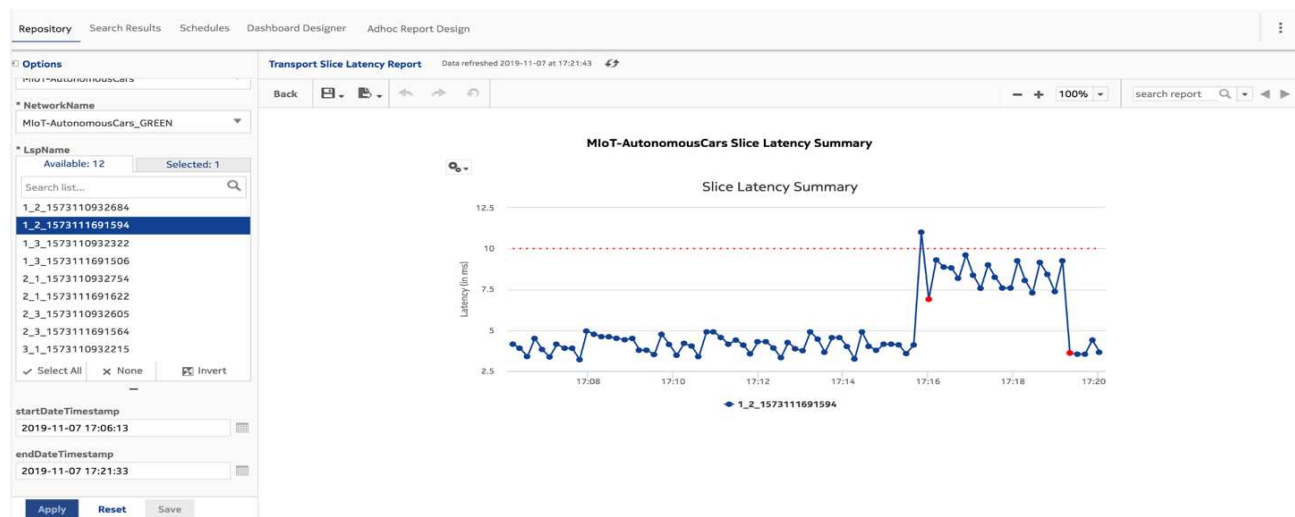 Repository Search Results Schedules Dashboard Designer Adhoc Report Design
Options
MIoT-AutonomousCars
* NetworkName
MIoT-AutonomousCars_GREEN
* LspName
Available: 12 Selected: 1
Search list...
1_2_1573110932684
1_2_1573111691594
1_3_1573110932322
1_3_1573111691506
2_1_1573110932754
2_1_1573111691622
2_3_1573110932605
2_3_1573111691564
3_1_1573110932215
Select All None Invert
startDateTimestamp
2019-11-07 17:06:13
endDateTimestamp
2019-11-07 17:21:33
Apply Reset Save
Transport Slice Latency Report Data refreshed 2019-11-07 at 17:21:43
Back 100% search report
MIoT-AutonomousCars Slice Latency Summary
Slice Latency Summary
Latency (in ms)
12.5
10
7.5
5
2.5
17:08 17:10 17:12 17:14 17:16 17:18 17:20
1_2_1573111691594